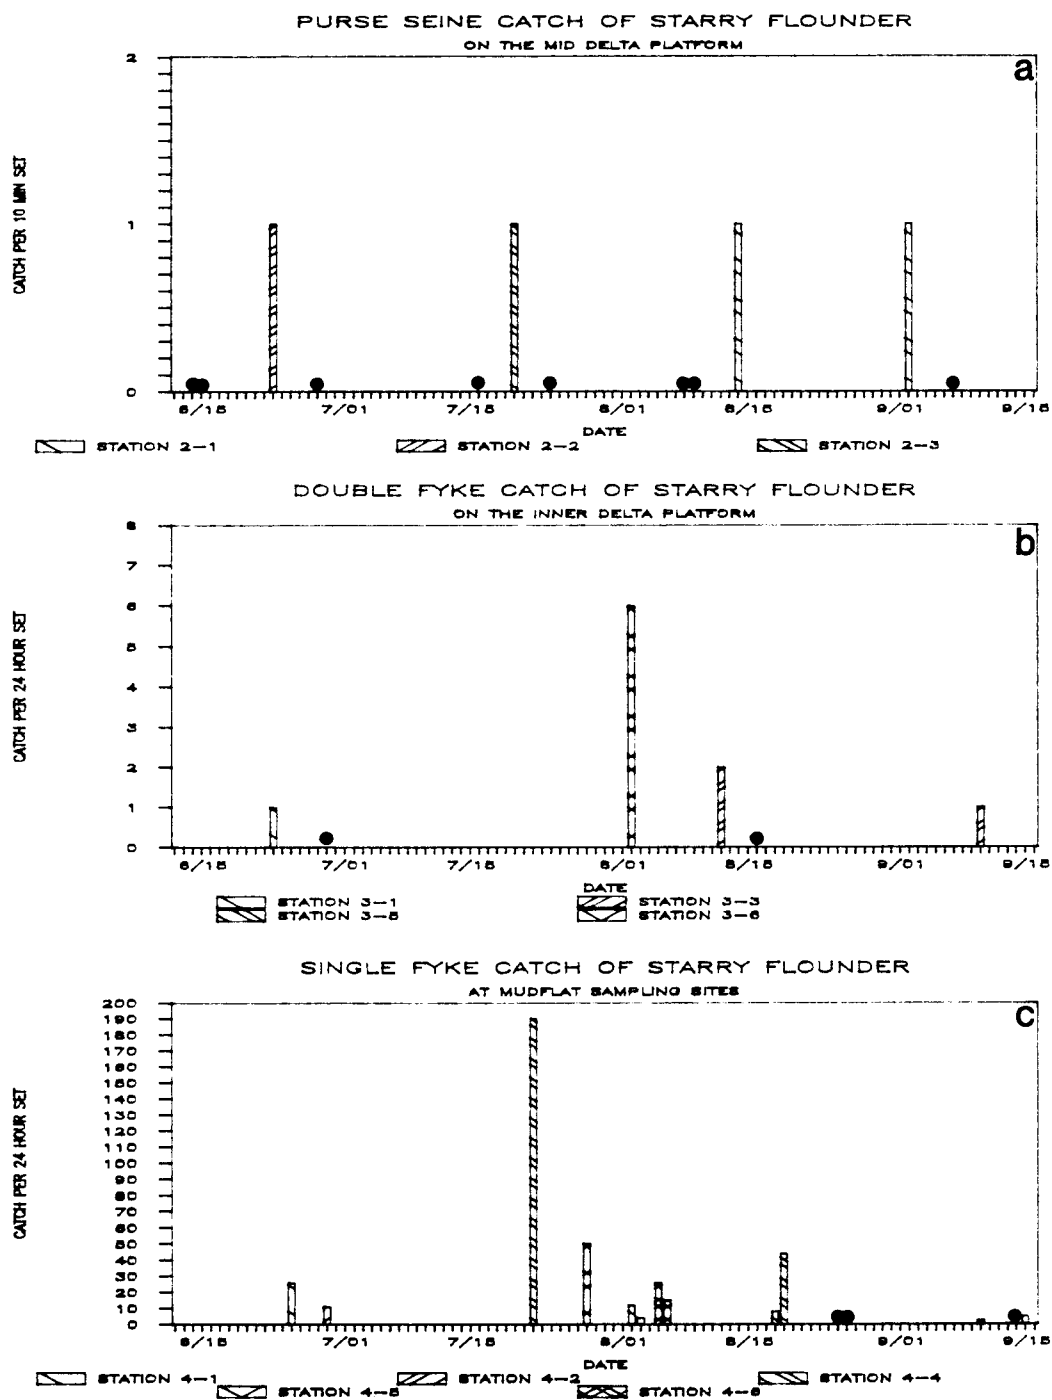 PURSE SEINE CATCH OF STARRY FLOUNDER
ON THE MID DELTA PLATFORM
a
CATCH PER 10 MIN SET
2
1
0
6/15 7/01 7/15 8/01 8/15 9/01 9/15
DATE
STATION 2-1 STATION 2-2 STATION 2-3
DOUBLE FYKE CATCH OF STARRY FLOUNDER
ON THE INNER DELTA PLATFORM
b
CATCH PER 24 HOUR SET
8
7
6
5
4
3
2
1
0
6/15 7/01 7/15 8/01 8/15 9/01 9/15
DATE
STATION 3-1 STATION 3-3
STATION 3-5 STATION 3-6
SINGLE FYKE CATCH OF STARRY FLOUNDER
AT MUDFLAT SAMPLING SITES
c
CATCH PER 24 HOUR SET
200
190
180
170
160
150
140
130
120
110
100
90
80
70
60
50
40
30
20
10
0
6/15 7/01 7/15 8/01 8/15 9/01 9/15
DATE
STATION 4-1 STATION 4-2 STATION 4-4
STATION 4-5 STATION 4-6